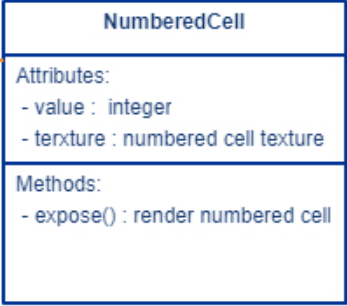 NumberedCell
Attributes:
- value : integer
- terxture : numbered cell texture
Methods:
- expose() : render numbered cell